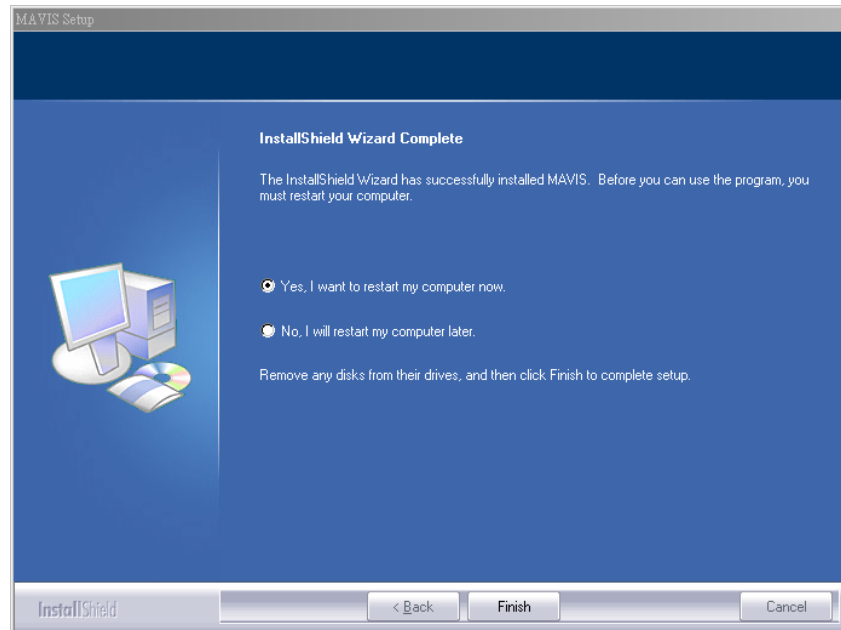 MAVIS Setup
InstallShield Wizard Complete
The InstallShield Wizard has successfully installed MAVIS. Before you can use the program, you
must restart your computer.
Yes, I want to restart my computer now.
No, I will restart my computer later.
Remove any disks from their drives, and then click Finish to complete setup.
InstallShield
< Back
Finish
Cancel